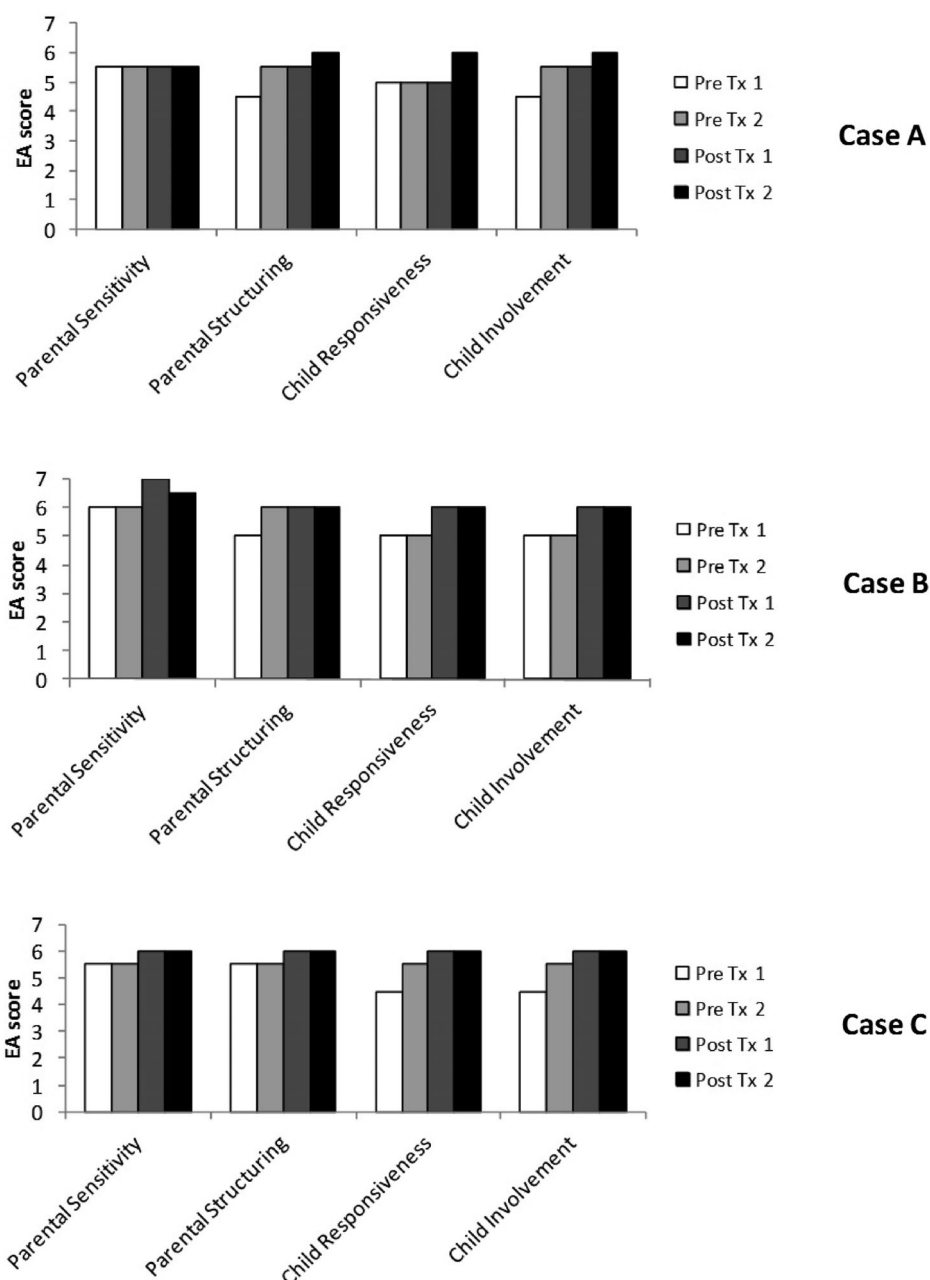 7
6
5
4
3
2
1
0
EA score
Parental Sensitivity
Parental Structuring
Child Responsiveness
Child Involvement
Pre Tx 1
Pre Tx 2
Post Tx 1
Post Tx 2
Case A
7
6
5
4
3
2
1
0
EA score
Parental Sensitivity
Parental Structuring
Child Responsiveness
Child Involvement
Pre Tx 1
Pre Tx 2
Post Tx 1
Post Tx 2
Case B
7
6
5
4
3
2
1
0
EA score
Parental Sensitivity
Parental Structuring
Child Responsiveness
Child Involvement
Pre Tx 1
Pre Tx 2
Post Tx 1
Post Tx 2
Case C